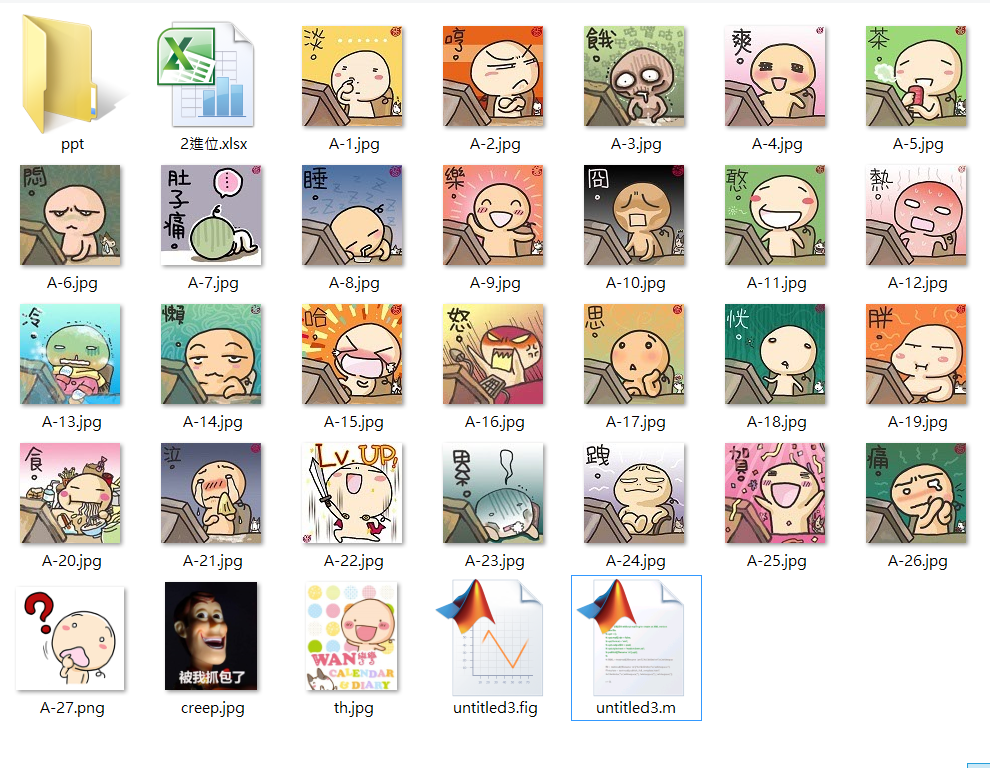 淡。......
哼。
餓。
咕咕咕
爽。
茶。
ppt
2進位.xlsx
A-1.jpg
A-2.jpg
A-3.jpg
A-4.jpg
A-5.jpg
悶。
肚子痛。
睡。
樂。
囧。
憨。
熱。
A-6.jpg
A-7.jpg
A-8.jpg
A-9.jpg
A-10.jpg
A-11.jpg
A-12.jpg
冷。
懶。
哈。
怒。
思。
恍。
胖。
A-13.jpg
A-14.jpg
A-15.jpg
A-16.jpg
A-17.jpg
A-18.jpg
A-19.jpg
食。
泣。
Lv.UP!
累。
跩。
賀。
痛。
A-20.jpg
A-21.jpg
A-22.jpg
A-23.jpg
A-24.jpg
A-25.jpg
A-26.jpg
?
被我抓包了
WAN
CALENDAR
& DIARY
A-27.png
creep.jpg
th.jpg
untitled3.fig
untitled3.m